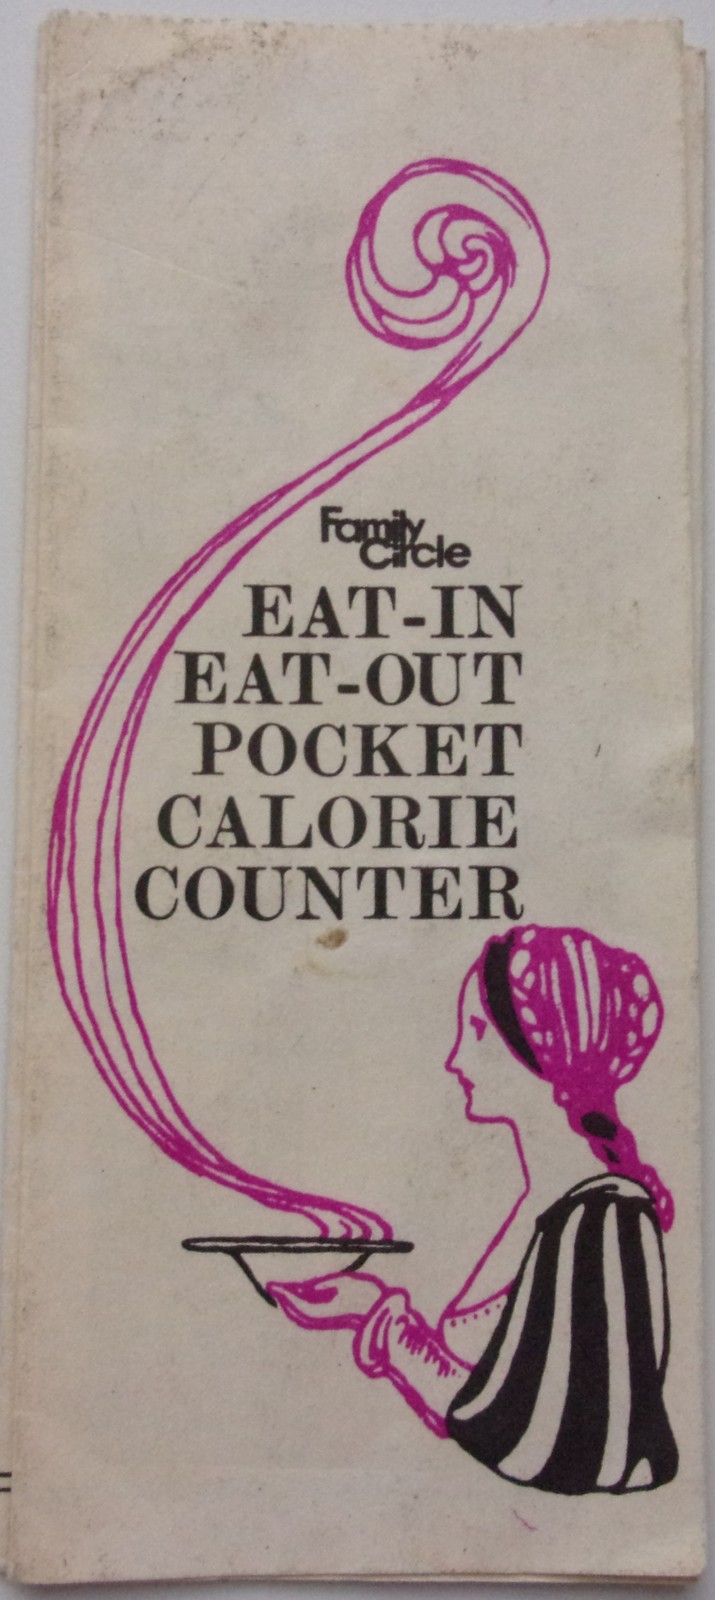 Family
Circle
EAT-IN
EAT-OUT
POCKET
CALORIE
COUNTER